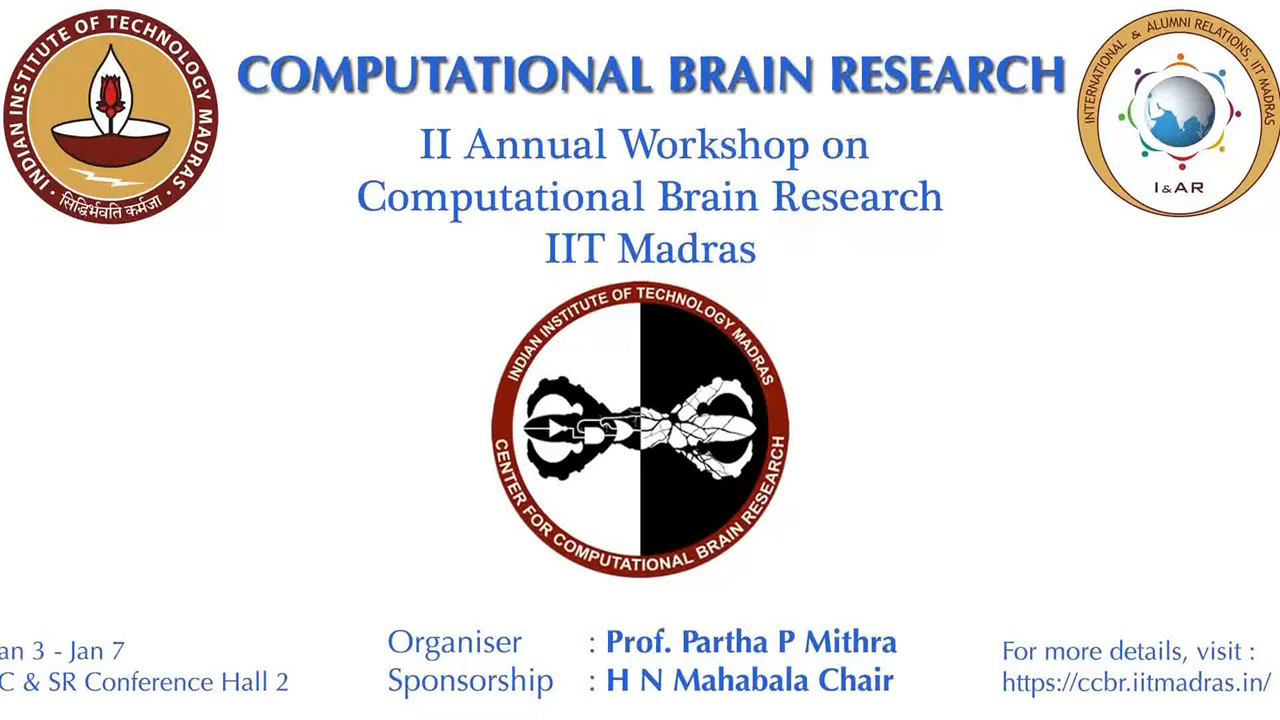 INDIAN INSTITUTE OF TECHNOLOGY MADRAS
सिद्धिर्भवति कर्मजा
COMPUTATIONAL BRAIN RESEARCH
INTERNATIONAL & ALUMNI RELATIONS, IIT MADRAS
I & AR
II Annual Workshop on
Computational Brain Research
IIT Madras
INDIAN INSTITUTE OF TECHNOLOGY MADRAS
CENTER FOR COMPUTATIONAL BRAIN RESEARCH
an 3 - Jan 7
C & SR Conference Hall 2
Organiser : Prof. Partha P Mithra
Sponsorship : H N Mahabala Chair
For more details, visit :
https://ccbr.iitmadras.in/